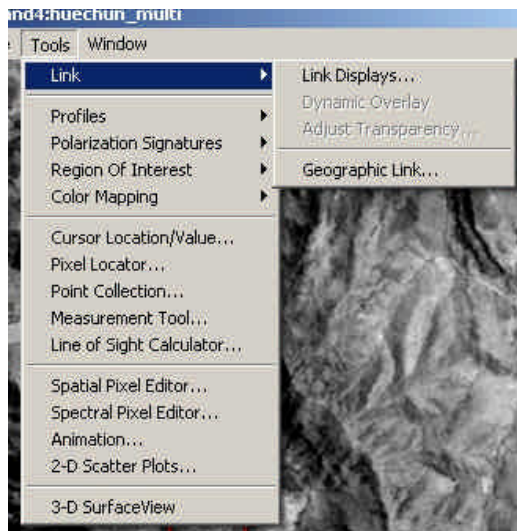 and4:huechun_multi
Tools Window
Link
Link Displays...
Dynamic Overlay
Adjust Transparency...
Geographic Link...
Profiles
Polarization Signatures
Region Of Interest
Color Mapping
Cursor Location/Value...
Pixel Locator...
Point Collection...
Measurement Tool...
Line of Sight Calculator...
Spatial Pixel Editor...
Spectral Pixel Editor...
Animation...
2-D Scatter Plots...
3-D SurfaceView